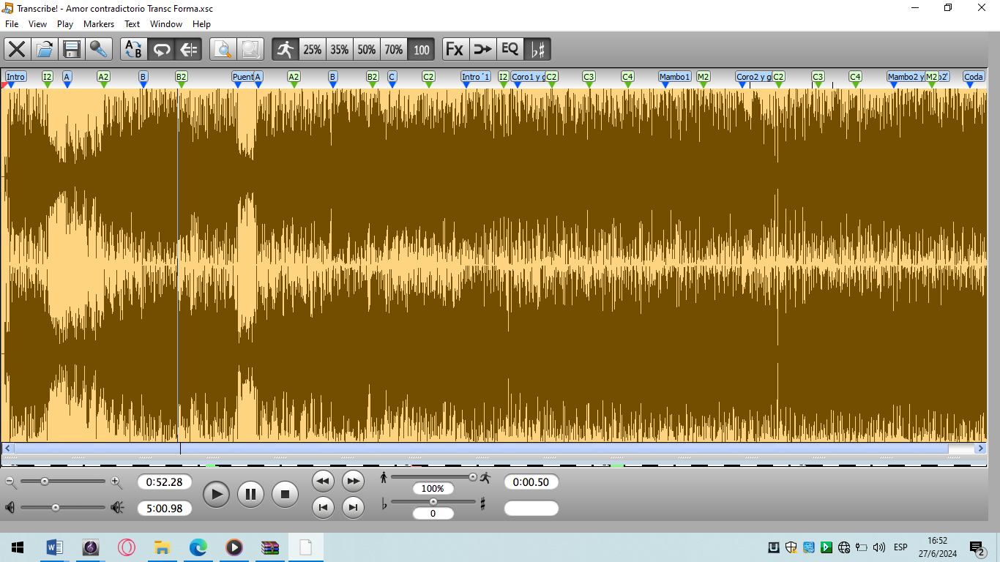 Transcribe! - Amor contradictorio Transc Forma.xsc
File View Play Markers Text Window Help
A B 25% 35% 50% 70% 100 Fx EQ
Intro I2 A A2 B B2 Puent A A2 B B2 C C2 Intro´1 I2 Coro1 y g C2 C3 C4 Mambo1 M2 Coro2 y g C2 C3 C4 Mambo2 y M2 Coda
0:52.28 100% 0:00.50
5:00.98 0
ESP
16:52
27/6/2024
2